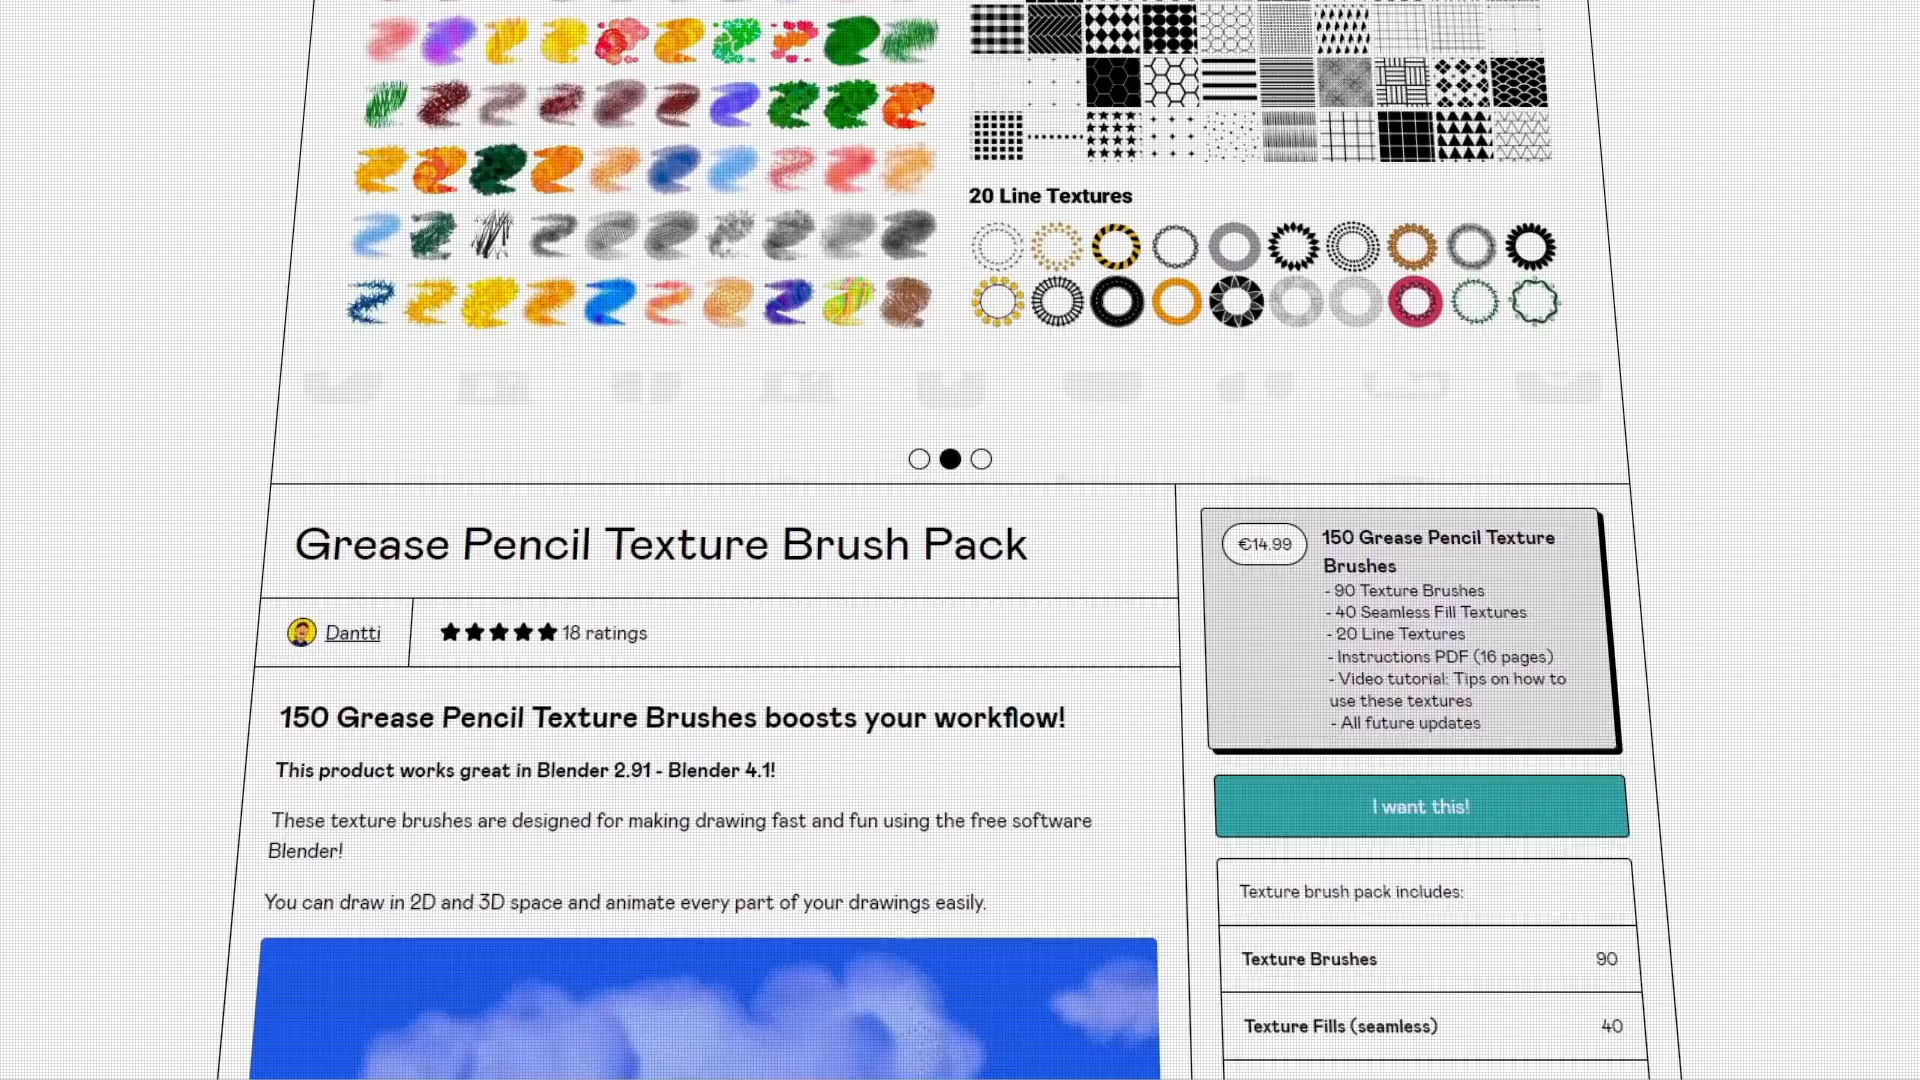 20 Line Textures
Grease Pencil Texture Brush Pack
Dantti
18 ratings
150 Grease Pencil Texture Brushes boosts your workflow!
This product works great in Blender 2.91 - Blender 4.1!
These texture brushes are designed for making drawing fast and fun using the free software
Blender!
You can draw in 2D and 3D space and animate every part of your drawings easily.
€14.99
150 Grease Pencil Texture
Brushes
- 90 Texture Brushes
- 40 Seamless Fill Textures
- 20 Line Textures
- Instructions PDF (16 pages)
- Video tutorial: Tips on how to
use these textures
- All future updates
I want this!
Texture brush pack includes:
Texture Brushes 90
Texture Fills (seamless) 40